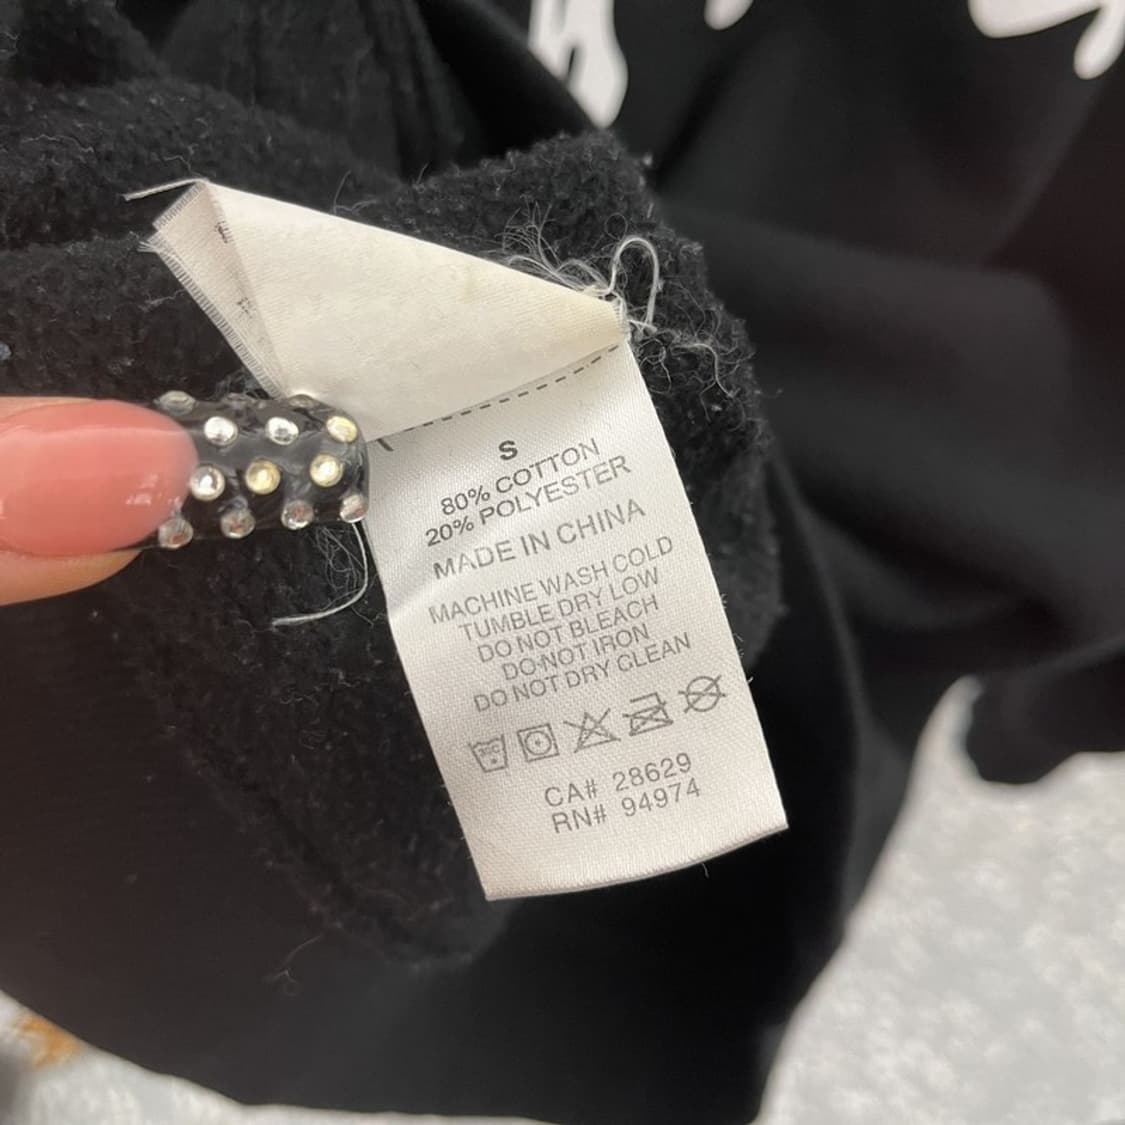 S
80% COTTON
20% POLYESTER
MADE IN CHINA
MACHINE WASH COLD
TUMBLE DRY LOW
DO NOT BLEACH
DO NOT IRON
DO NOT DRY CLEAN
CA# 28629
RN# 94974